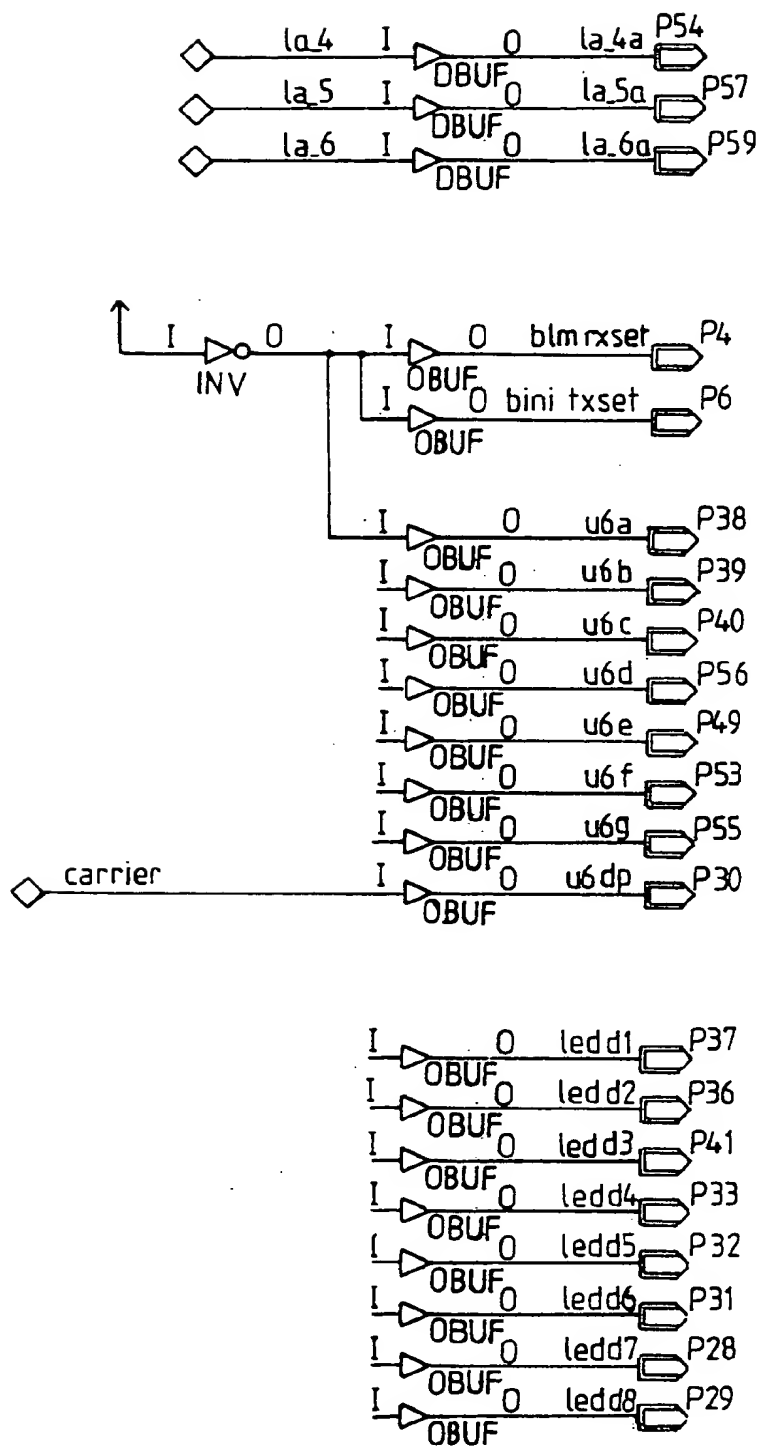 la_4 I O la_4a P54
DBUF
la_5 I O la_5a P57
DBUF
la_6 I O la_6a P59
DBUF
I O I O blm rxset P4
INV OBUF
I O bini txset P6
OBUF
I O u6a P38
OBUF
I O u6b P39
OBUF
I O u6c P40
OBUF
I O u6d P56
OBUF
I O u6e P49
OBUF
I O u6f P53
OBUF
I O u6g P55
OBUF
carrier I O u6dp P30
OBUF
I O ledd1 P37
OBUF
I O ledd2 P36
OBUF
I O ledd3 P41
OBUF
I O ledd4 P33
OBUF
I O ledd5 P32
OBUF
I O ledd6 P31
OBUF
I O ledd7 P28
OBUF
I O ledd8 P29
OBUF